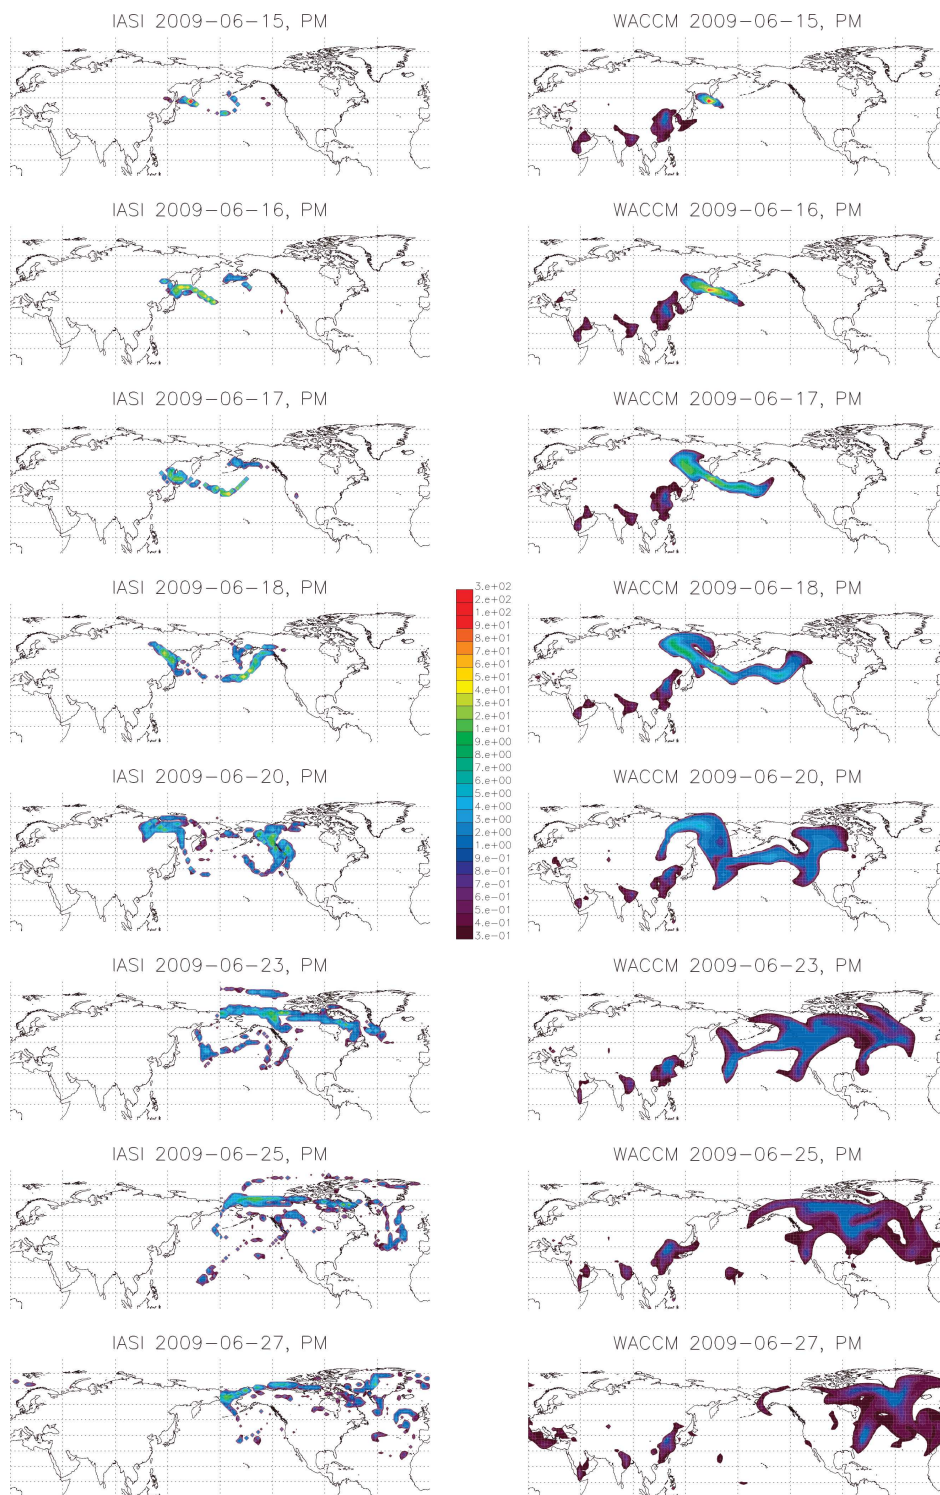 IASI 2009-06-15, PM
WACCM 2009-06-15, PM
IASI 2009-06-16, PM
WACCM 2009-06-16, PM
IASI 2009-06-17, PM
WACCM 2009-06-17, PM
IASI 2009-06-18, PM
WACCM 2009-06-18, PM
3.e+02
2.e+02
1.e+02
9.e+01
8.e+01
7.e+01
6.e+01
5.e+01
4.e+01
3.e+01
2.e+01
1.e+01
9.e+00
8.e+00
7.e+00
6.e+00
5.e+00
4.e+00
3.e+00
2.e+00
1.e+00
9.e-01
8.e-01
7.e-01
6.e-01
5.e-01
4.e-01
3.e-01
IASI 2009-06-20, PM
WACCM 2009-06-20, PM
IASI 2009-06-23, PM
WACCM 2009-06-23, PM
IASI 2009-06-25, PM
WACCM 2009-06-25, PM
IASI 2009-06-27, PM
WACCM 2009-06-27, PM